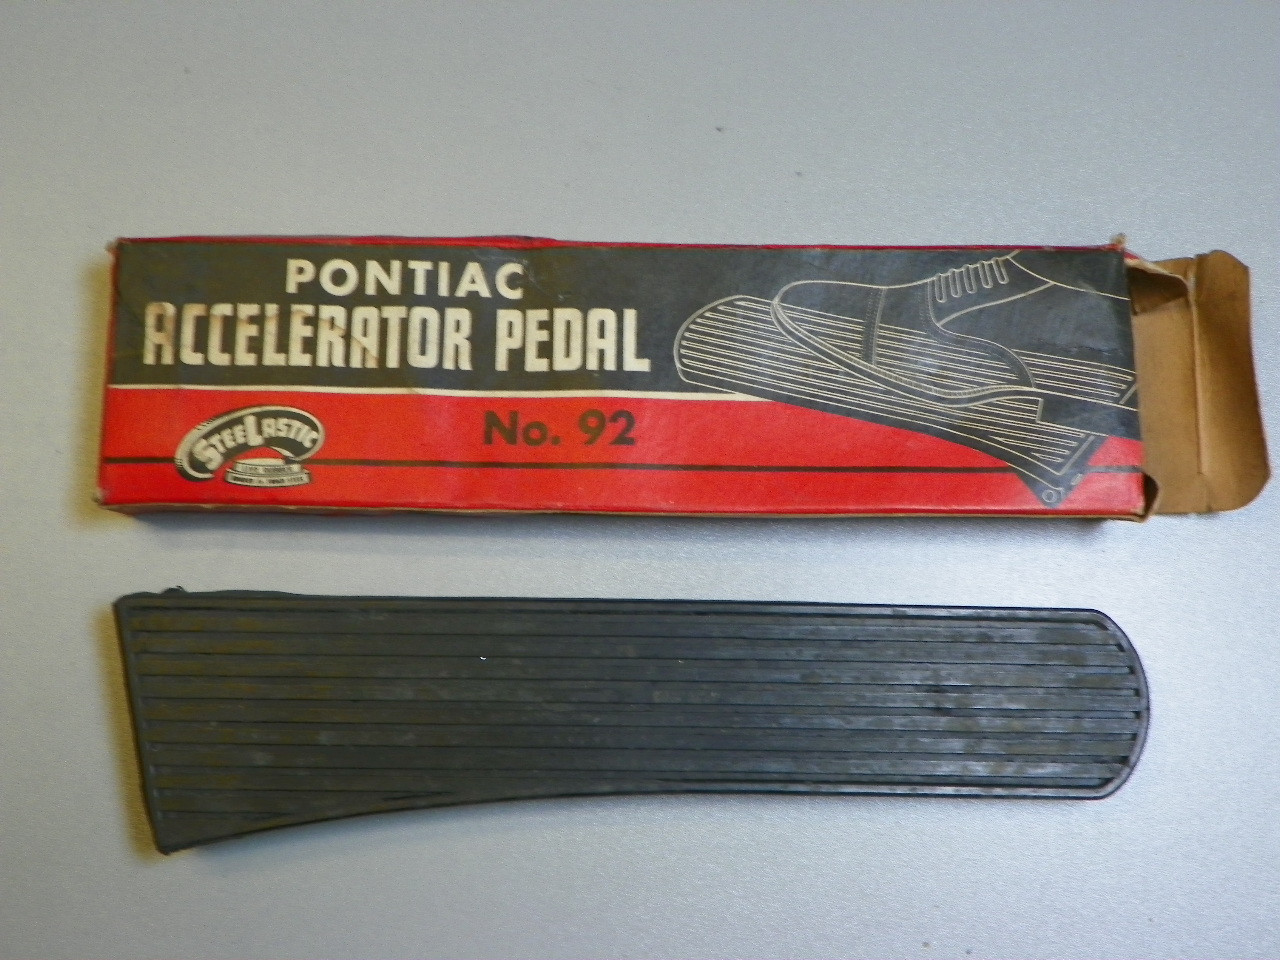 PONTIAC
ACCELERATOR PEDAL
No. 92
STEELASTIC